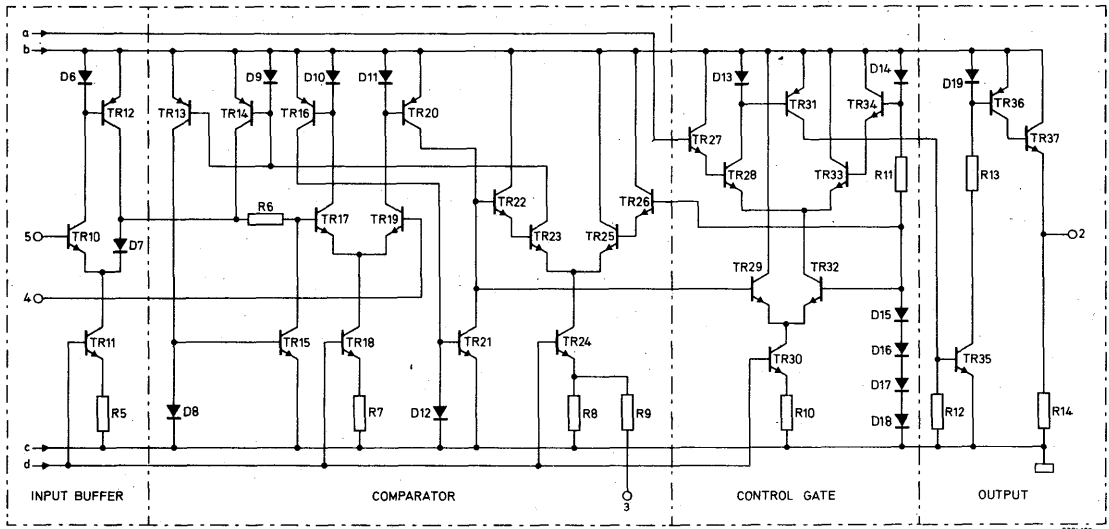 a
b
D6
TR12
TR13
D9
TR14
D10
TR16
D11
TR20
D13
TR31
D14
TR34
D19
TR36
TR37
TR27
TR28
TR33
R11
R13
R6
TR17
TR19
TR22
TR23
TR25
TR26
5
TR10
D7
2
4
TR29
TR32
D15
TR11
TR15
TR18
TR21
TR24
TR30
D16
TR35
D17
R5
D8
R7
D12
R8
R9
R10
D18
R12
R14
c
d
3
INPUT BUFFER
COMPARATOR
CONTROL GATE
OUTPUT